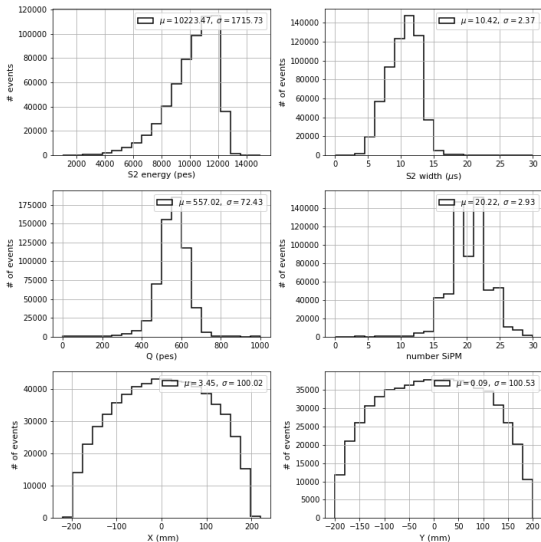 120000
100000
80000
60000
40000
20000
0
# of events
μ = 10223.47, σ = 1715.73
2000 4000 6000 8000 10000 12000 14000
S2 energy (pes)
140000
120000
100000
80000
60000
40000
20000
0
# of events
μ = 10.42, σ = 2.37
0 5 10 15 20 25 30
S2 width (μs)
175000
150000
125000
100000
75000
50000
25000
0
# of events
μ = 557.02, σ = 72.43
0 200 400 600 800 1000
Q (pes)
140000
120000
100000
80000
60000
40000
20000
0
# of events
μ = 20.22, σ = 2.93
0 5 10 15 20 25 30
number SiPM
40000
30000
20000
10000
0
# of events
μ = 3.45, σ = 100.02
−200 −100 0 100 200
X (mm)
35000
30000
25000
20000
15000
10000
5000
0
# of events
μ = 0.09, σ = 100.53
−200 −150 −100 −50 0 50 100 150 200
Y (mm)